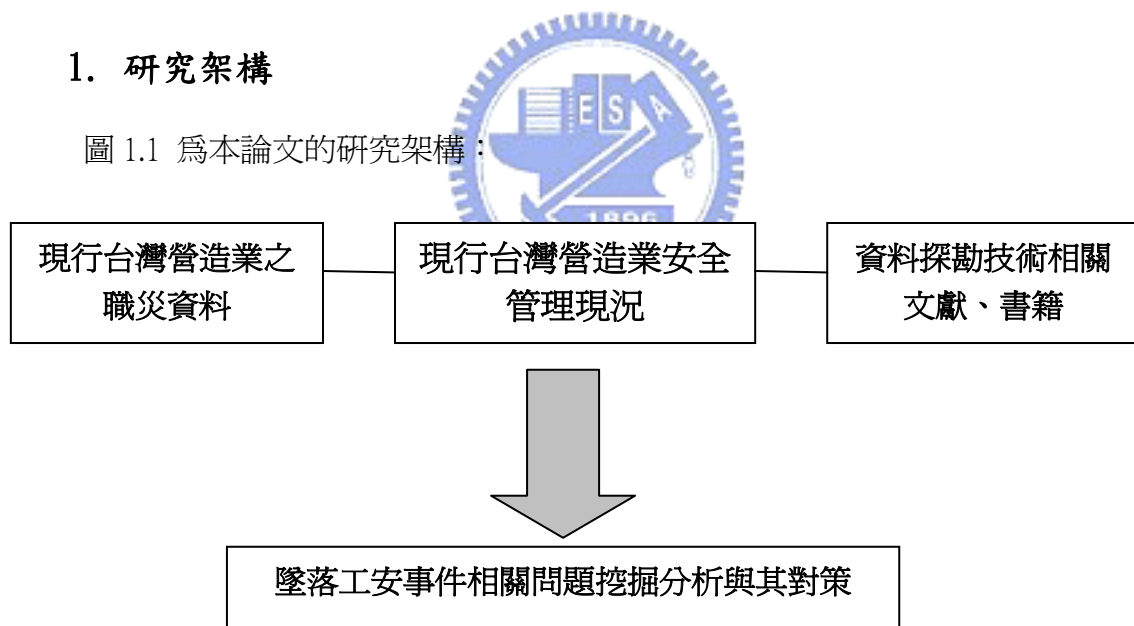 1. 研究架構
圖 1.1 為本論文的研究架構：
ESA
1896
現行台灣營造業之
職災資料
現行台灣營造業安全
管理現況
資料探勘技術相關
文獻、書籍
墜落工安事件相關問題挖掘分析與其對策